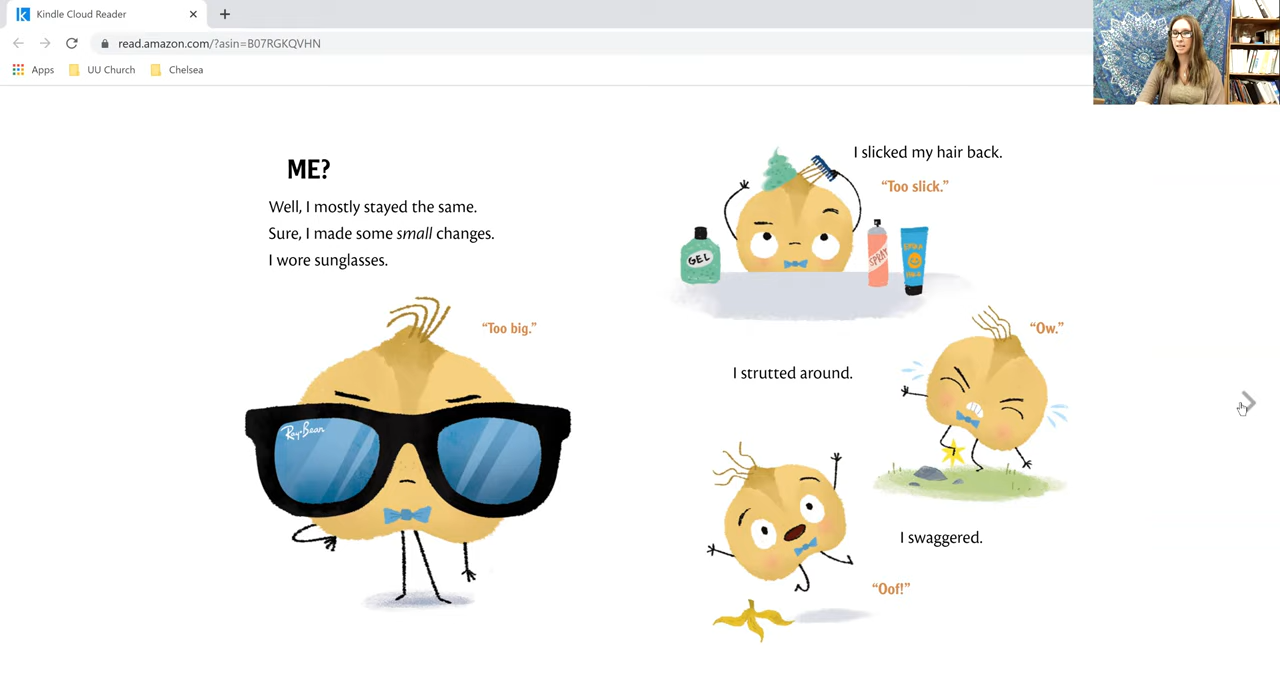 Kindle Cloud Reader
read.amazon.com/?asin=B07RGKQVHN
Apps
UU Church
Chelsea
ME?
Well, I mostly stayed the same.
Sure, I made some small changes.
I wore sunglasses.
“Too big.”
Ray-Bean
I slicked my hair back.
“Too slick.”
GEL
SPRAY
“Ow.”
I strutted around.
I swaggered.
“Oof!”